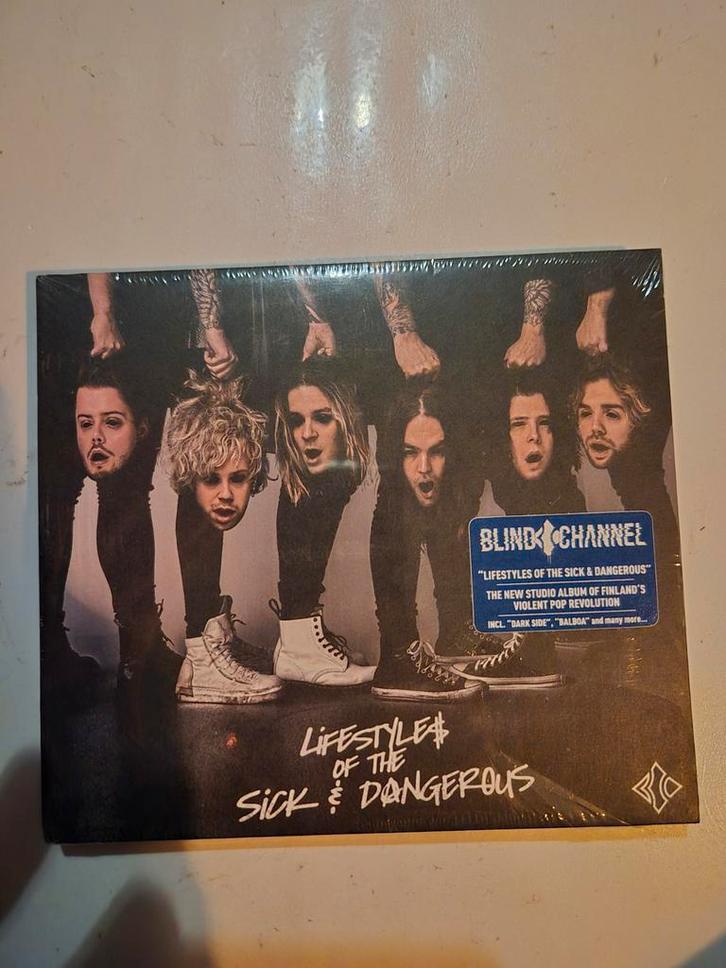 BLIND CHANNEL
"LIFESTYLES OF THE SICK & DANGEROUS"
THE NEW STUDIO ALBUM OF FINLAND'S
VIOLENT POP REVOLUTION
INCL. "DARK SIDE", "BALBOA" and many more...
LiFESTYLE$
OF THE
SiCK & DANGEROUS